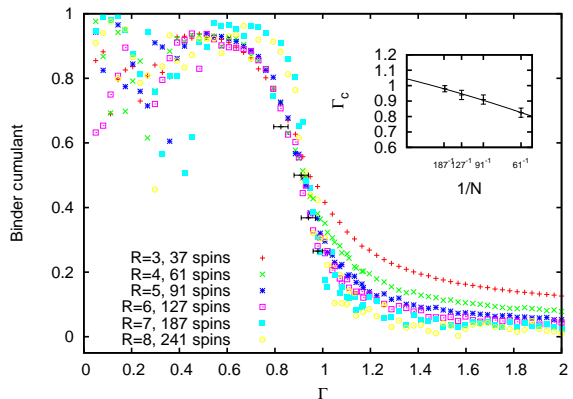 Binder cumulant
1
0.8
0.6
0.4
0.2
0
0 0.2 0.4 0.6 0.8 1 1.2 1.4 1.6 1.8 2
Γ
R=3, 37 spins
R=4, 61 spins
R=5, 91 spins
R=6, 127 spins
R=7, 187 spins
R=8, 241 spins
Γc
1.2
1.1
1
0.9
0.8
0.7
0.6
187⁻¹ 127⁻¹ 91⁻¹ 61⁻¹
1/N